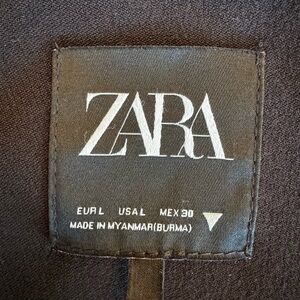 ZARA
EUR L USA L MEX 30
MADE IN MYANMAR(BURMA)